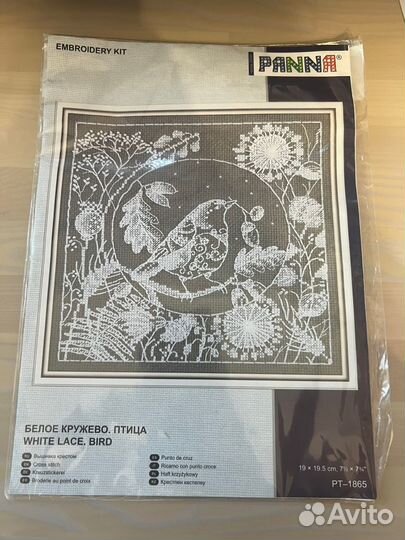 EMBROIDERY KIT
PANNA®
БЕЛОЕ КРУЖЕВО. ПТИЦА
WHITE LACE. BIRD
Вышивка крестом
Cross stitch
Kreuzstickerei
Broderie au point de croix
Punto de cruz
Ricamo con punto croce
Haft krzyżykowy
19 × 19.5 cm, 7½ × 7¾"
PT–1865
Avito